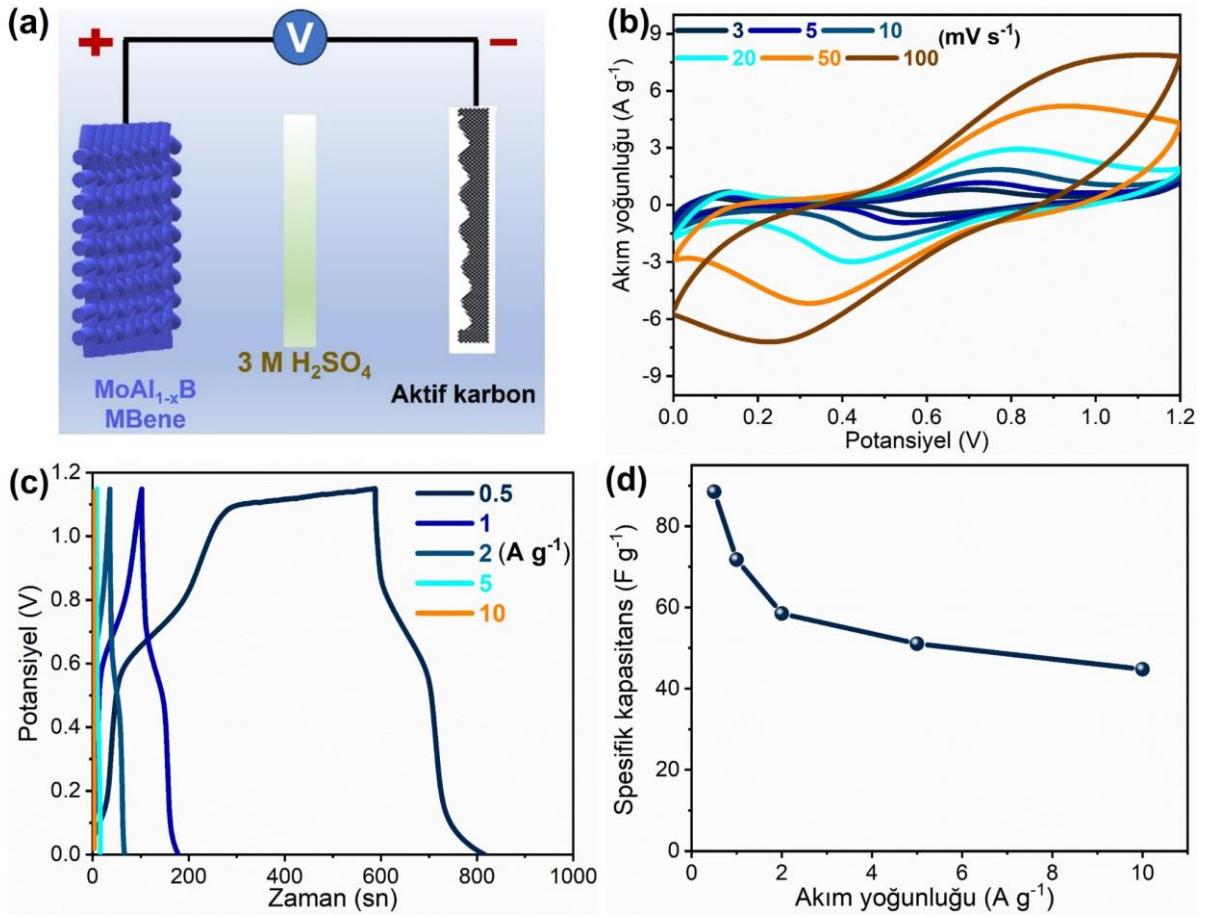 (a)
+
V
−
3 M H₂SO₄
MoAl₁₋ₓB
MBene
Aktif karbon
(b)
3 5 10 (mV s⁻¹)
20 50 100
Akım yoğunluğu (A g⁻¹)
9
6
3
0
-3
-6
-9
0.0 0.2 0.4 0.6 0.8 1.0 1.2
Potansiyel (V)
(c)
Potansiyel (V)
1.2
1.0
0.8
0.6
0.4
0.2
0.0
0.5
1
2 (A g⁻¹)
5
10
0 200 400 600 800 1000
Zaman (sn)
(d)
Spesifik kapasitans (F g⁻¹)
80
60
40
20
0
0 2 4 6 8 10
Akım yoğunluğu (A g⁻¹)